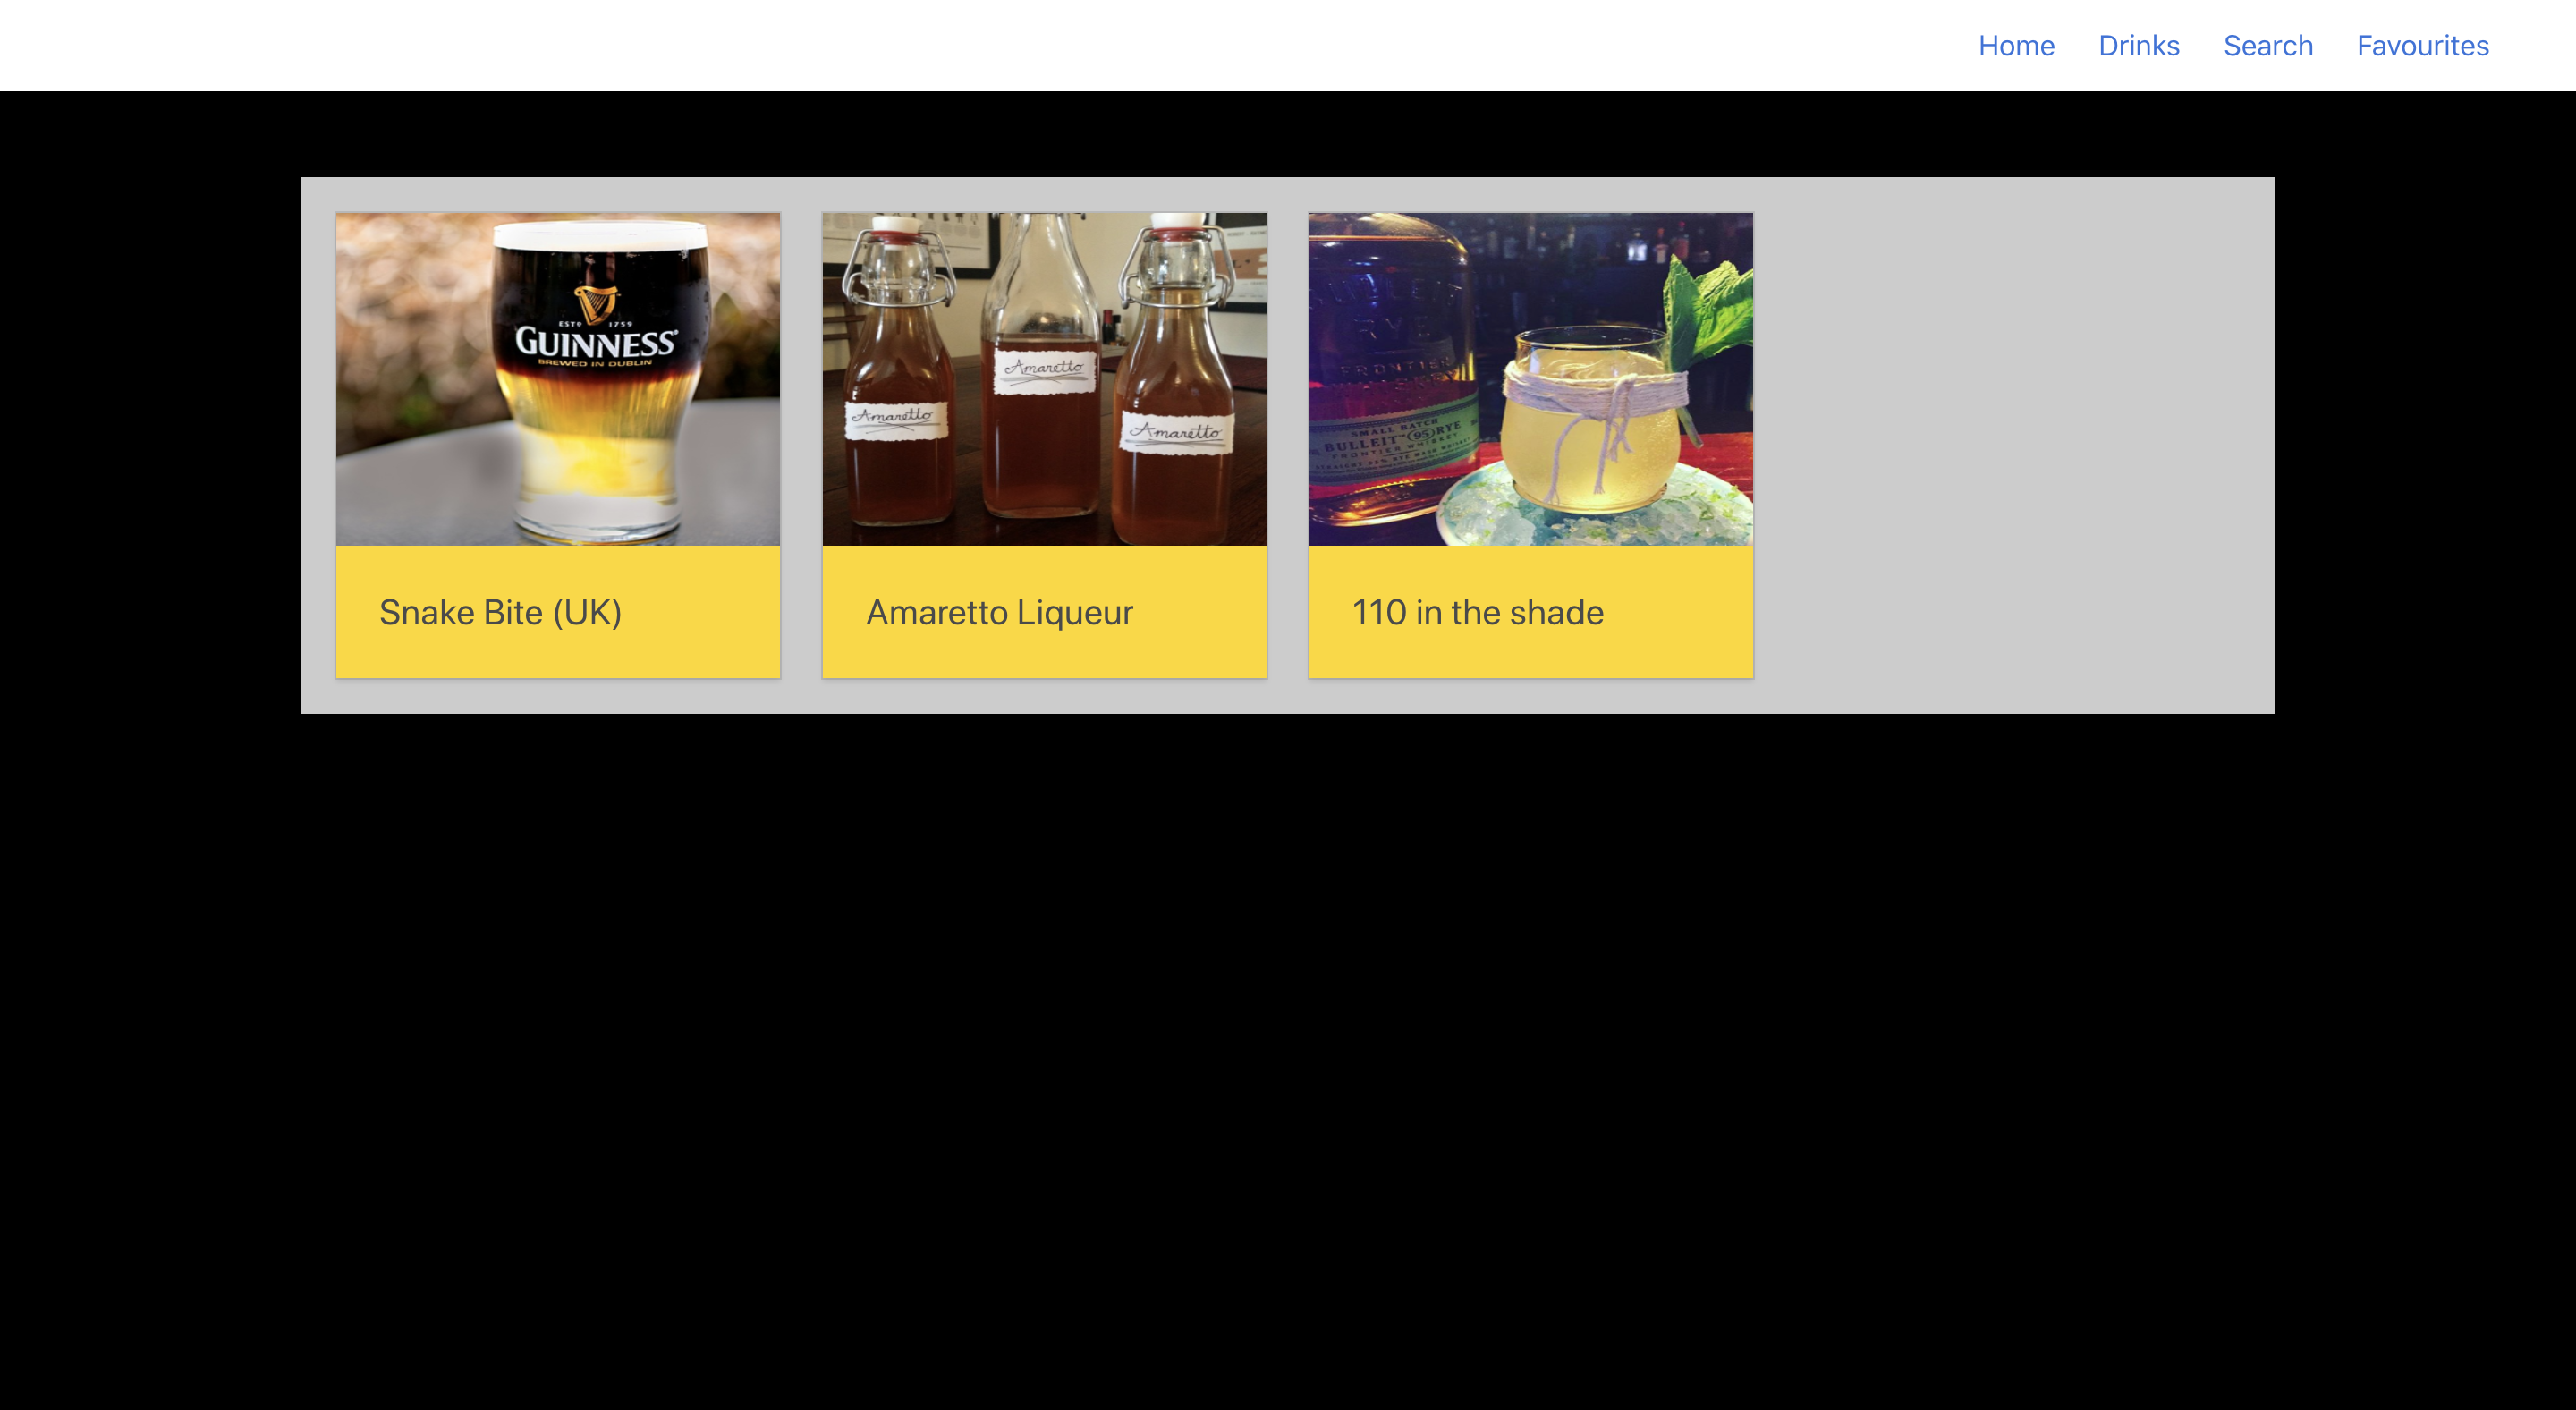 Home Drinks Search Favourites
ESTD 1759
GUINNESS
BREWED IN DUBLIN
Amaretto
Amaretto
Amaretto
RYE
FRONTIER
WHISKEY
SMALL BATCH
BULLEIT 95 RYE
FRONTIER WHISKEY
Snake Bite (UK)
Amaretto Liqueur
110 in the shade